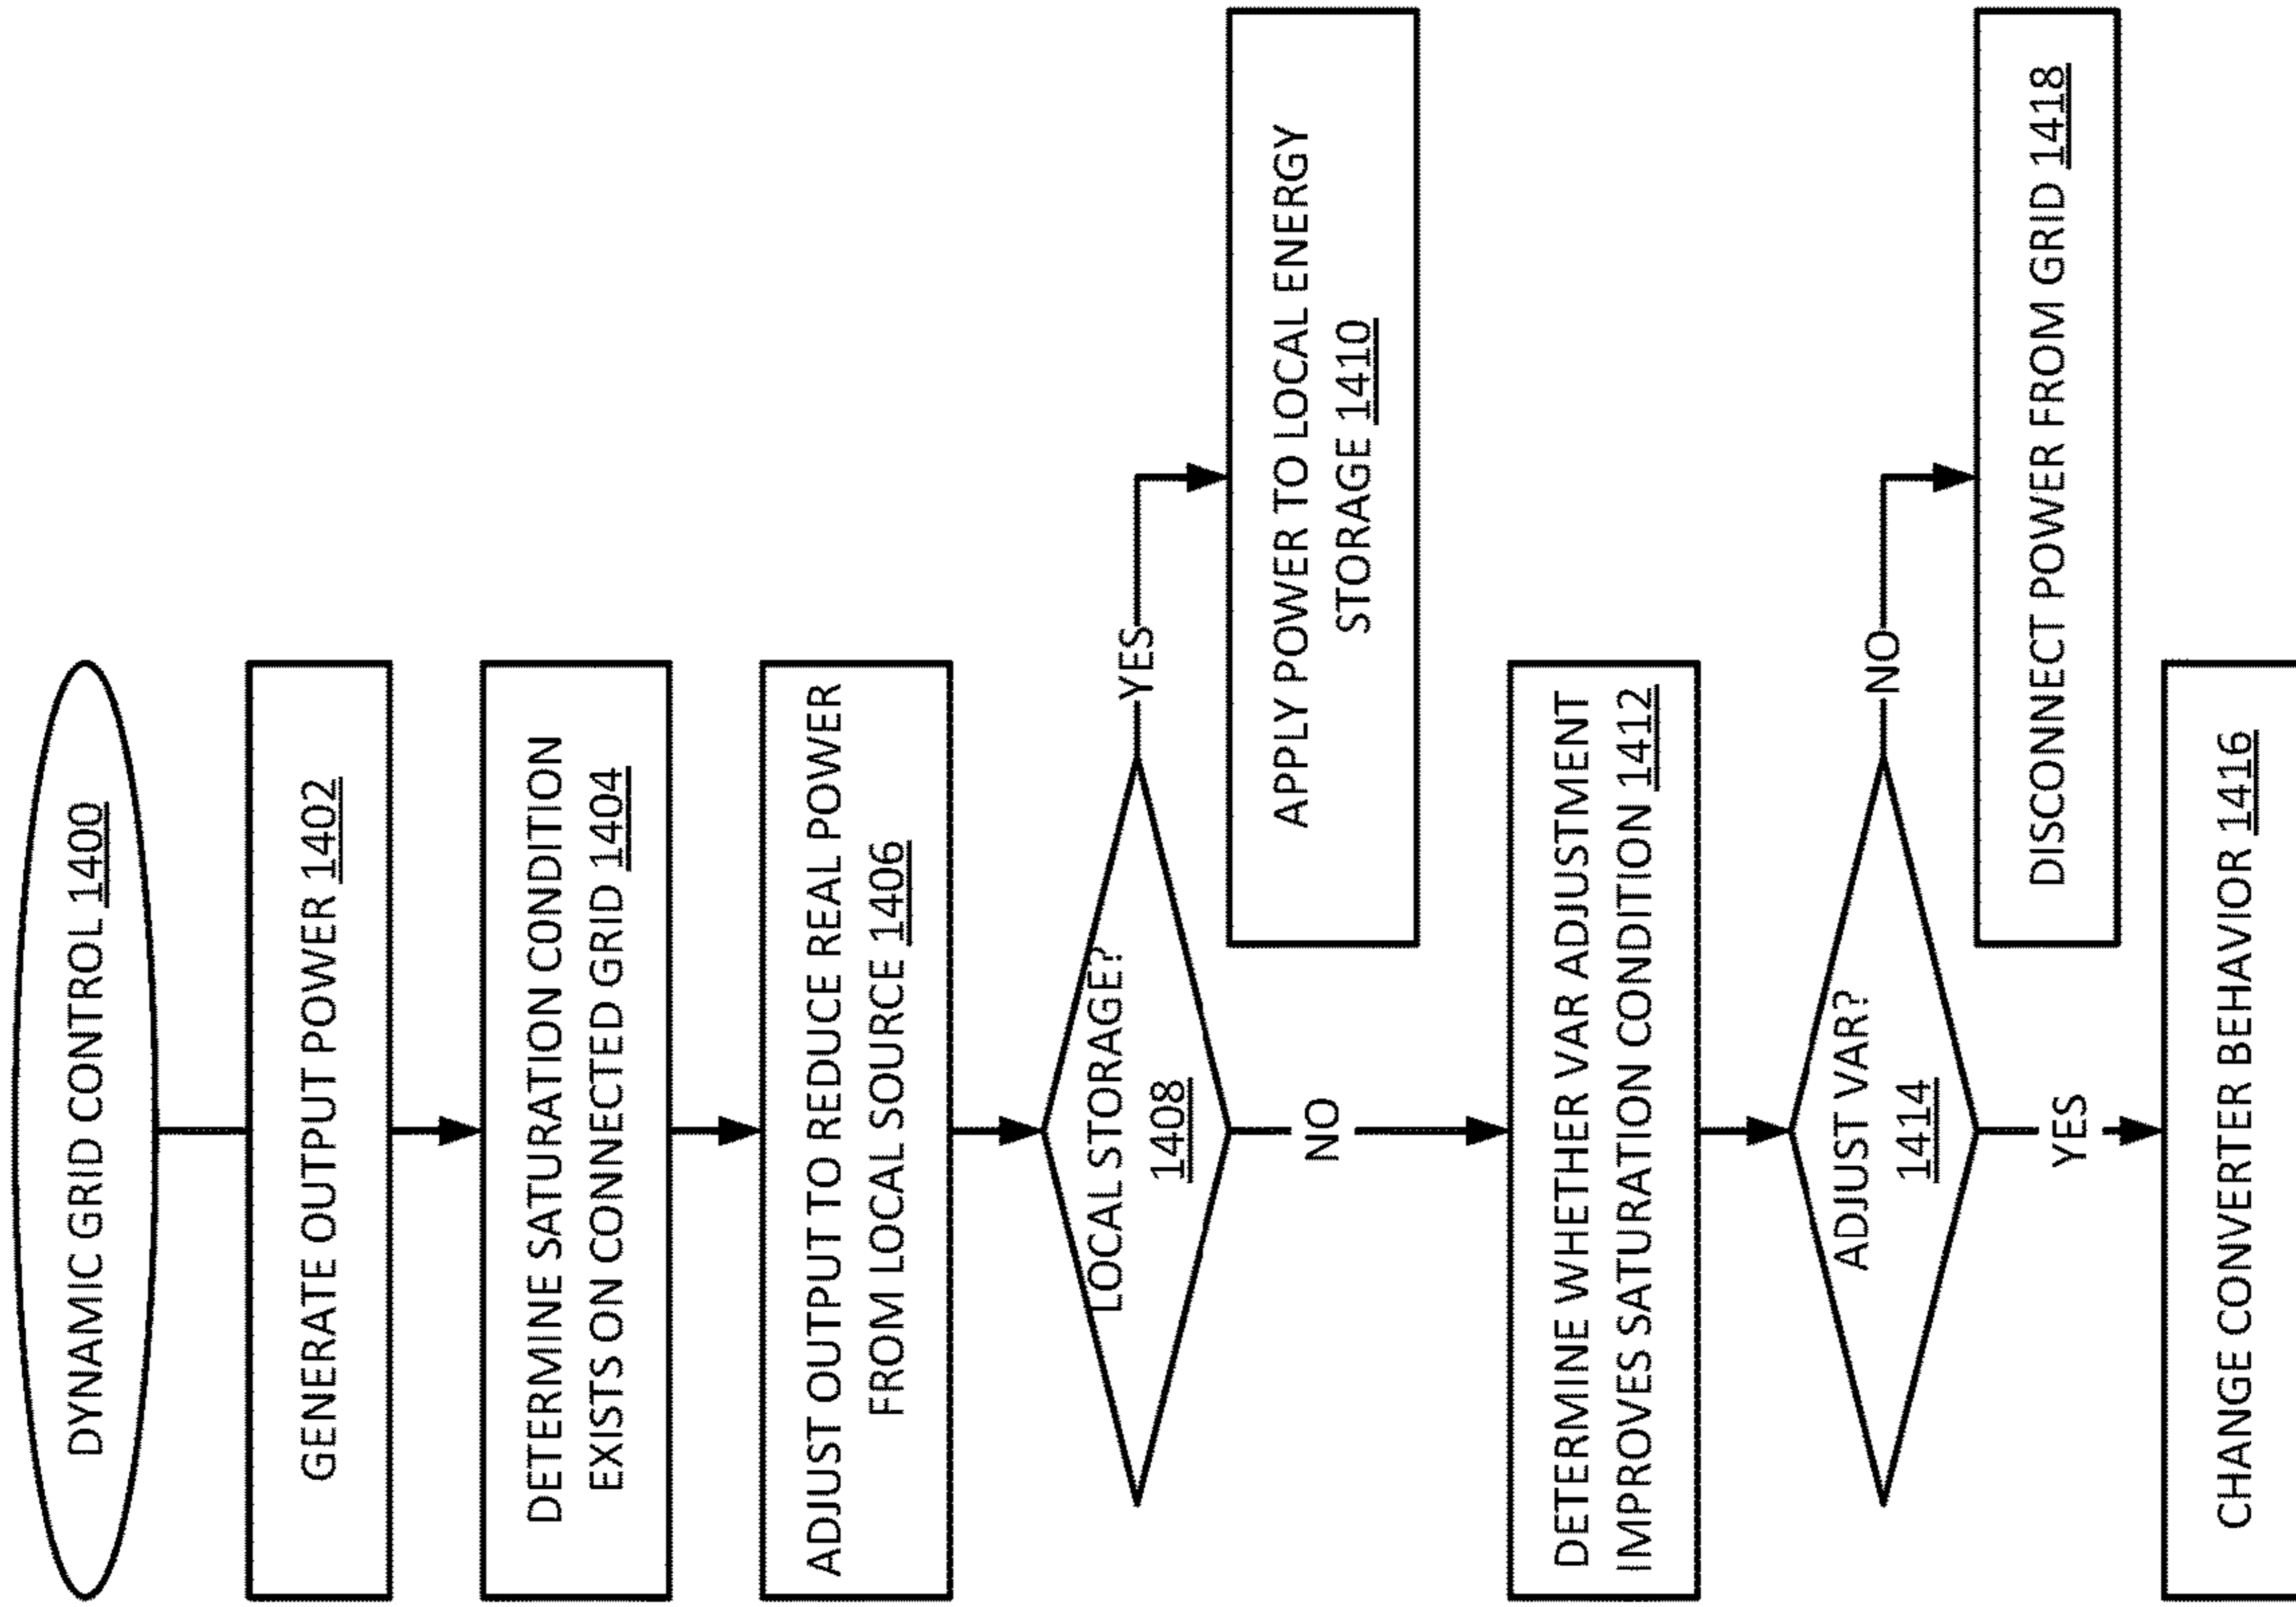 DYNAMIC GRID CONTROL 1400
GENERATE OUTPUT POWER 1402
DETERMINE SATURATION CONDITION
EXISTS ON CONNECTED GRID 1404
ADJUST OUTPUT TO REDUCE REAL POWER
FROM LOCAL SOURCE 1406
LOCAL STORAGE?
1408
YES
APPLY POWER TO LOCAL ENERGY
STORAGE 1410
NO
DETERMINE WHETHER VAR ADJUSTMENT
IMPROVES SATURATION CONDITION 1412
ADJUST VAR?
1414
NO
DISCONNECT POWER FROM GRID 1418
YES
CHANGE CONVERTER BEHAVIOR 1416